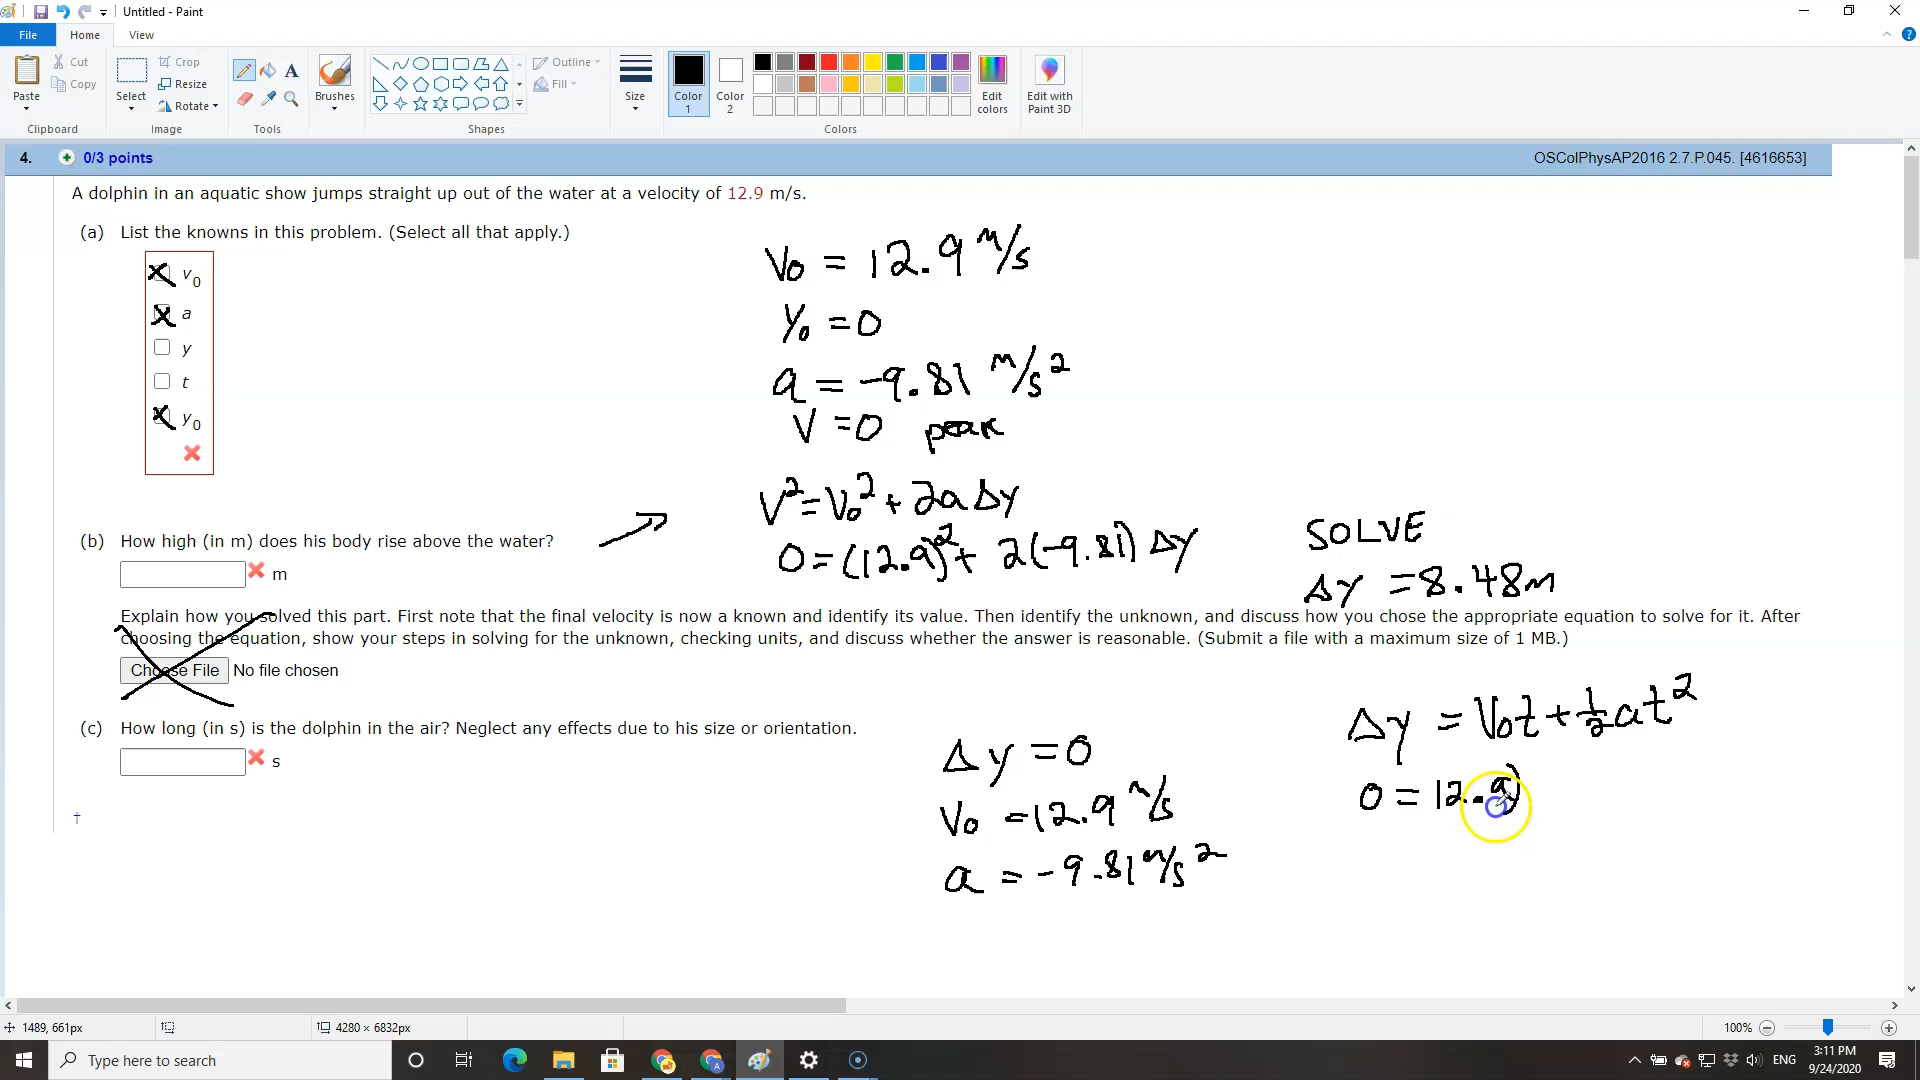 Untitled - Paint
File
Home
View
Paste
Cut
Copy
Clipboard
Select
Crop
Resize
Rotate
Image
Tools
Brushes
Shapes
Outline
Fill
Size
Color 1
Color 2
Edit colors
Colors
Edit with Paint 3D
4. 0/3 points
OSColPhysAP2016 2.7.P.045. [4616653]
A dolphin in an aquatic show jumps straight up out of the water at a velocity of 12.9 m/s.
(a) List the knowns in this problem. (Select all that apply.)
v0
a
y
t
y0
V0 = 12.9 m/s
y0 = 0
a = -9.81 m/s²
V = 0 peak
V² = V0² + 2a Δy
0 = (12.9)² + 2(-9.81) Δy
SOLVE
Δy = 8.48m
(b) How high (in m) does his body rise above the water?
m
Explain how you solved this part. First note that the final velocity is now a known and identify its value. Then identify the unknown, and discuss how you chose the appropriate equation to solve for it. After
choosing the equation, show your steps in solving for the unknown, checking units, and discuss whether the answer is reasonable. (Submit a file with a maximum size of 1 MB.)
Choose File No file chosen
(c) How long (in s) is the dolphin in the air? Neglect any effects due to his size or orientation.
s
†
Δy = 0
V0 = 12.9 m/s
a = -9.81 m/s²
Δy = V0t + ½at²
0 = 12.9)
1489, 661px
4280 × 6832px
100%
Type here to search
ENG
3:11 PM
9/24/2020